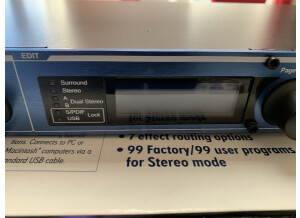 EDIT
Page
Surround
Stereo
A
B Dual Stereo
S/PDIF
USB Lock
tions. Connects to PC or
Macintosh* computers via a
andard USB cable.
• 7 effect routing options
• 99 Factory/99 user programs
for Stereo mode